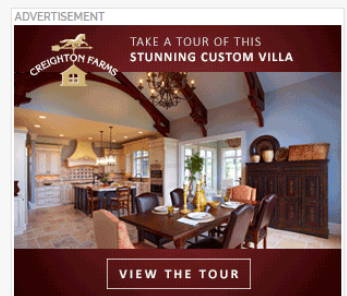 ADVERTISEMENT
CREIGHTON FARMS
TAKE A TOUR OF THIS
STUNNING CUSTOM VILLA
VIEW THE TOUR